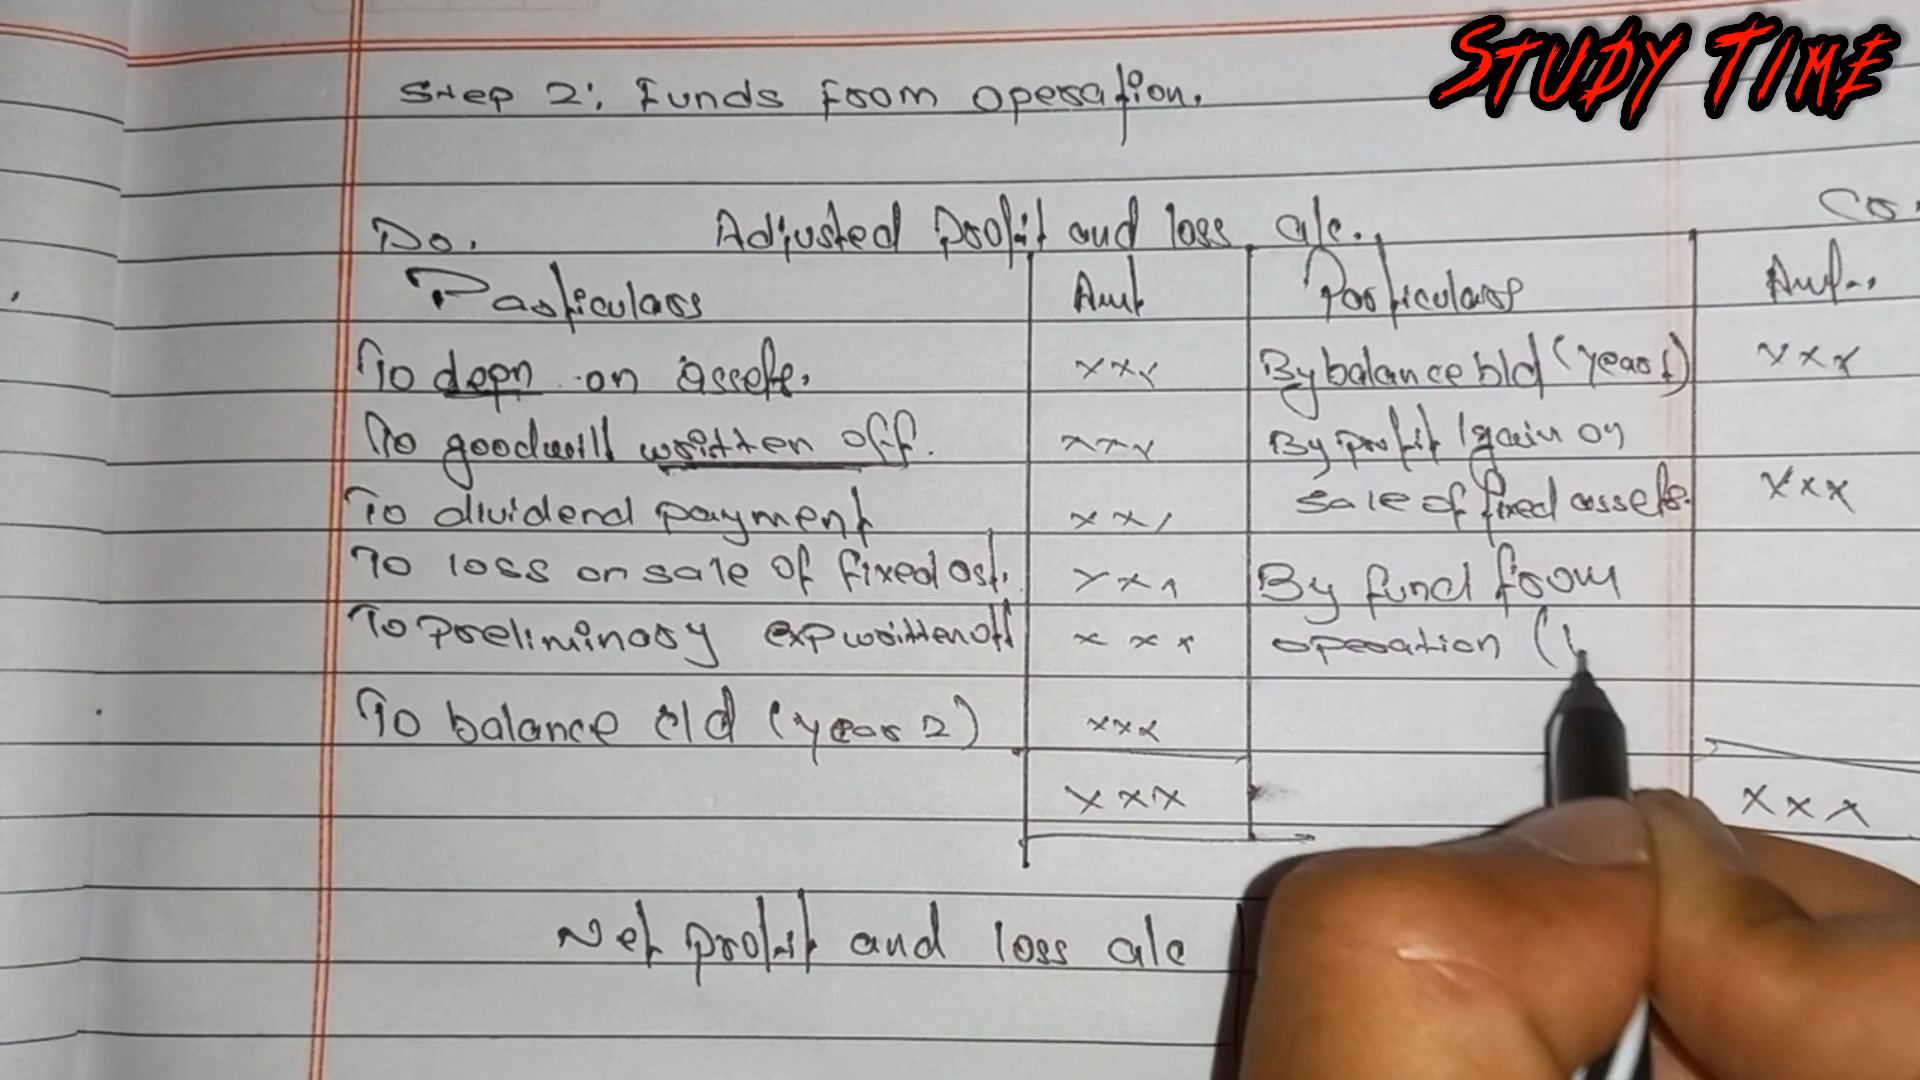 STUDY TIME
Step 2: Funds from operation.
Dr. Adjusted profit and loss a/c. Cr.
Particulars Amt Particulars Amt..
To depn on assets. xxx By balance b/d (year 1) xxx
To goodwill written off. xxx By profit / gain on
To dividend payment xxx sale of fixed assets. xxx
To loss on sale of fixed ast. xxx By fund from
To preliminary exp written off xxx operation (
To balance c/d (year 2) xxx
xxx xxx
Net profit and loss a/c